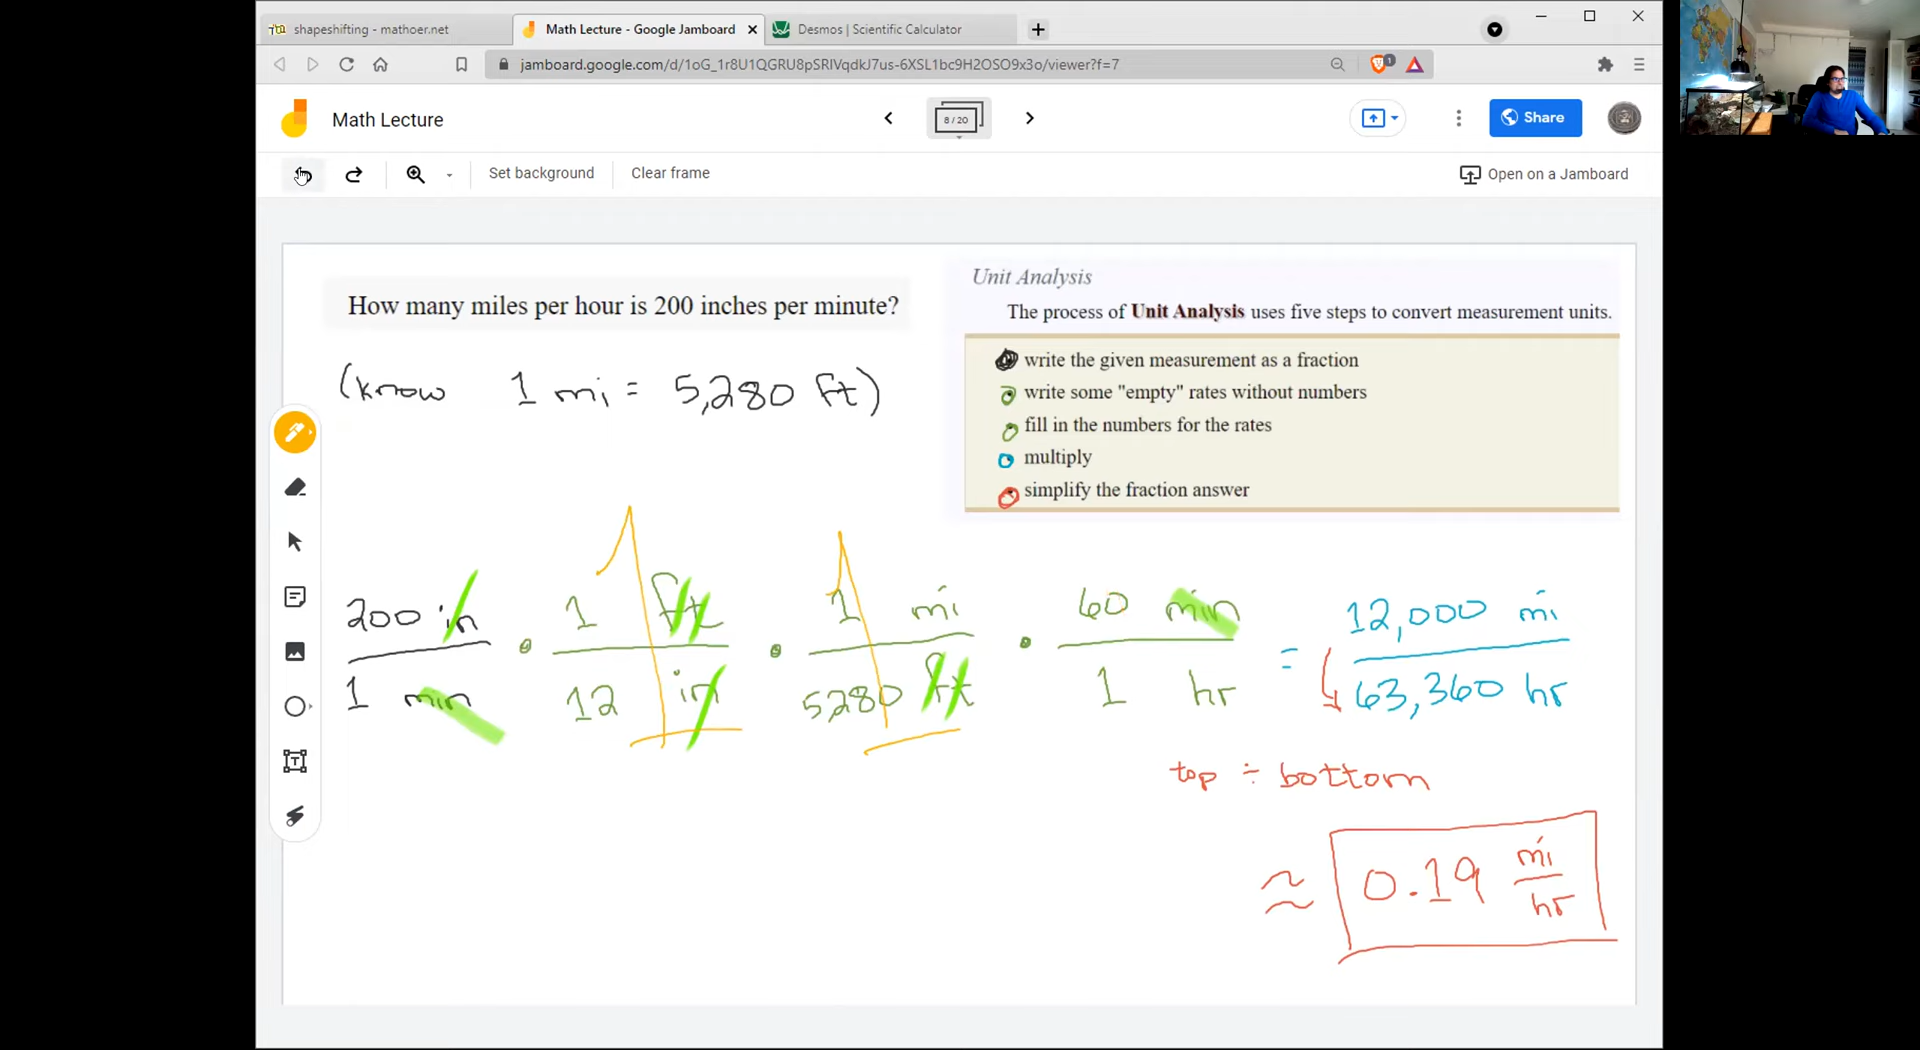 shapeshifting - mathoer.net
Math Lecture - Google Jamboard
Desmos | Scientific Calculator
jamboard.google.com/d/1oG_1r8U1QGRU8pSRIVqdkJ7us-6XSL1bc9H2OSO9x3o/viewer?f=7
1
Math Lecture
8 / 20
Share
Set background
Clear frame
Open on a Jamboard
How many miles per hour is 200 inches per minute?
(know 1 mi = 5,280 ft)
Unit Analysis
The process of Unit Analysis uses five steps to convert measurement units.
write the given measurement as a fraction
write some "empty" rates without numbers
fill in the numbers for the rates
multiply
simplify the fraction answer
200 in · 1 ft · 1 mi · 60 min = 12,000 mi
1 min 12 in 5280 ft 1 hr 63,360 hr
top ÷ bottom
≈ 0.19 mi
hr